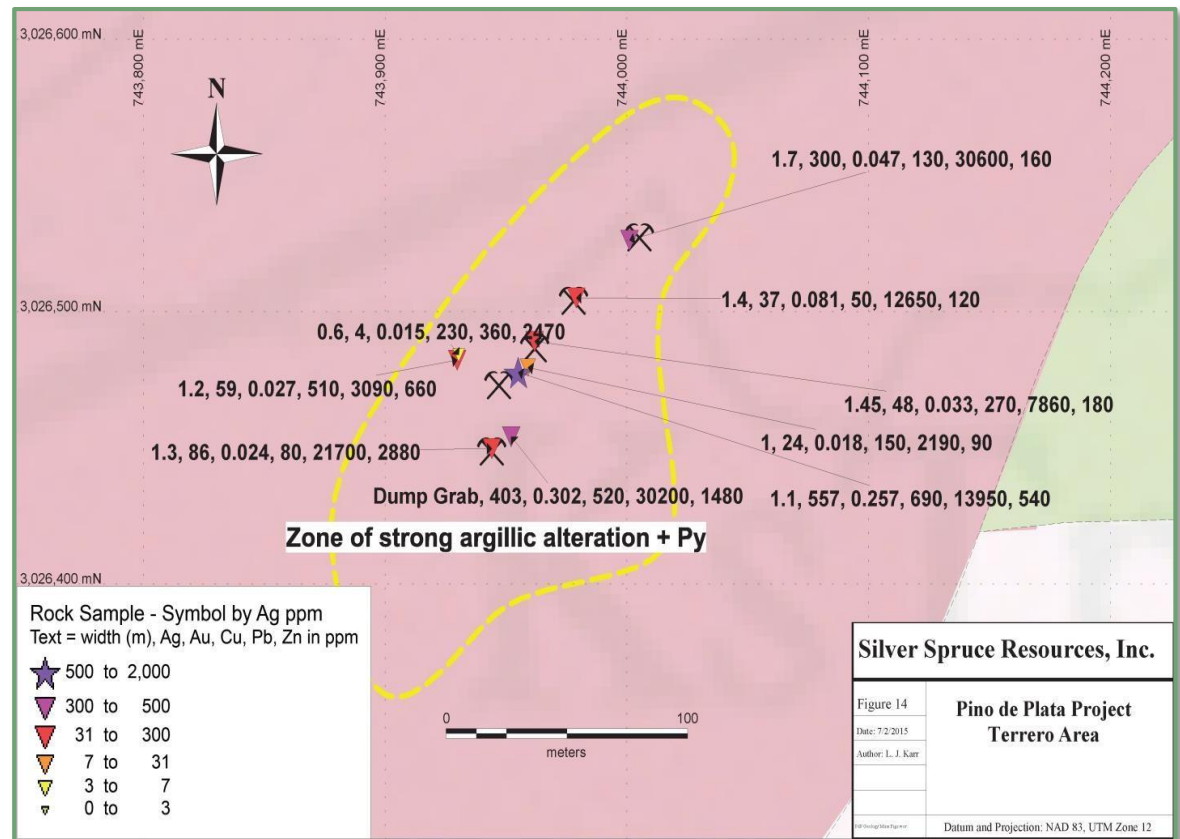 3,026,600 mN
743,800 mE
743,900 mE
744,000 mE
744,100 mE
744,200 mE
N
1.7, 300, 0.047, 130, 30600, 160
3,026,500 mN
1.4, 37, 0.081, 50, 12650, 120
0.6, 4, 0.015, 230, 360, 2470
1.2, 59, 0.027, 510, 3090, 660
1.45, 48, 0.033, 270, 7860, 180
1, 24, 0.018, 150, 2190, 90
1.3, 86, 0.024, 80, 21700, 2880
Dump Grab, 403, 0.302, 520, 30200, 1480
1.1, 557, 0.257, 690, 13950, 540
Zone of strong argillic alteration + Py
3,026,400 mN
Rock Sample - Symbol by Ag ppm
Text = width (m), Ag, Au, Cu, Pb, Zn in ppm
500 to 2,000
300 to 500
31 to 300
7 to 31
3 to 7
0 to 3
0 100
meters
Silver Spruce Resources, Inc.
Figure 14
Date: 7/2/2015
Author: L. J. Karr
Pino de Plata Project
Terrero Area
Datum and Projection: NAD 83, UTM Zone 12